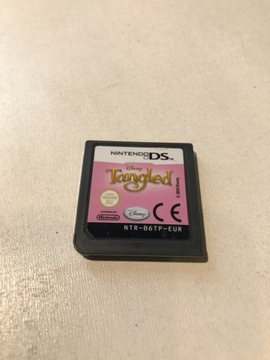 NINTENDO DS
Disney
Tangled
Nintendo
Disney
CE
NTR-B6TP-EUR